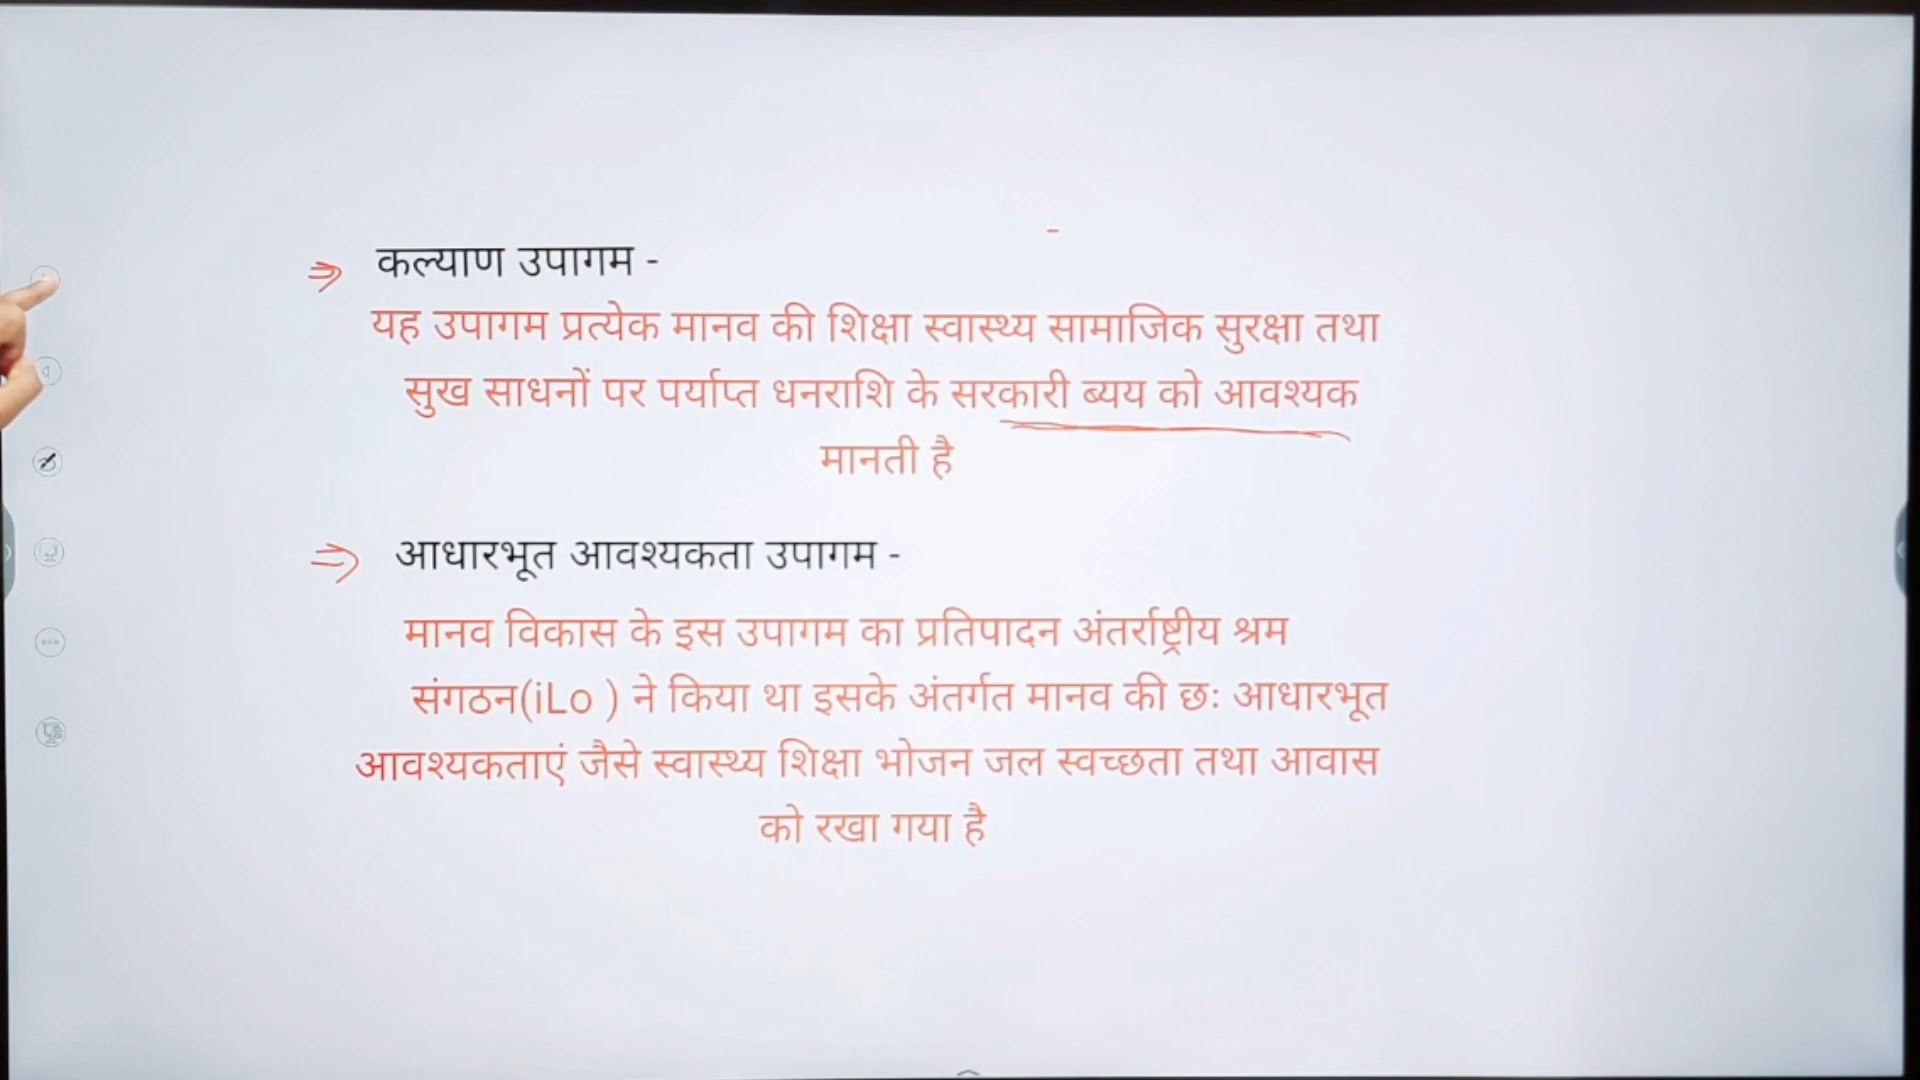 कल्याण उपागम -
यह उपागम प्रत्येक मानव की शिक्षा स्वास्थ्य सामाजिक सुरक्षा तथा
सुख साधनों पर पर्याप्त धनराशि के सरकारी ब्यय को आवश्यक
मानती है
आधारभूत आवश्यकता उपागम -
मानव विकास के इस उपागम का प्रतिपादन अंतर्राष्ट्रीय श्रम
संगठन(iLo ) ने किया था इसके अंतर्गत मानव की छः आधारभूत
आवश्यकताएं जैसे स्वास्थ्य शिक्षा भोजन जल स्वच्छता तथा आवास
को रखा गया है